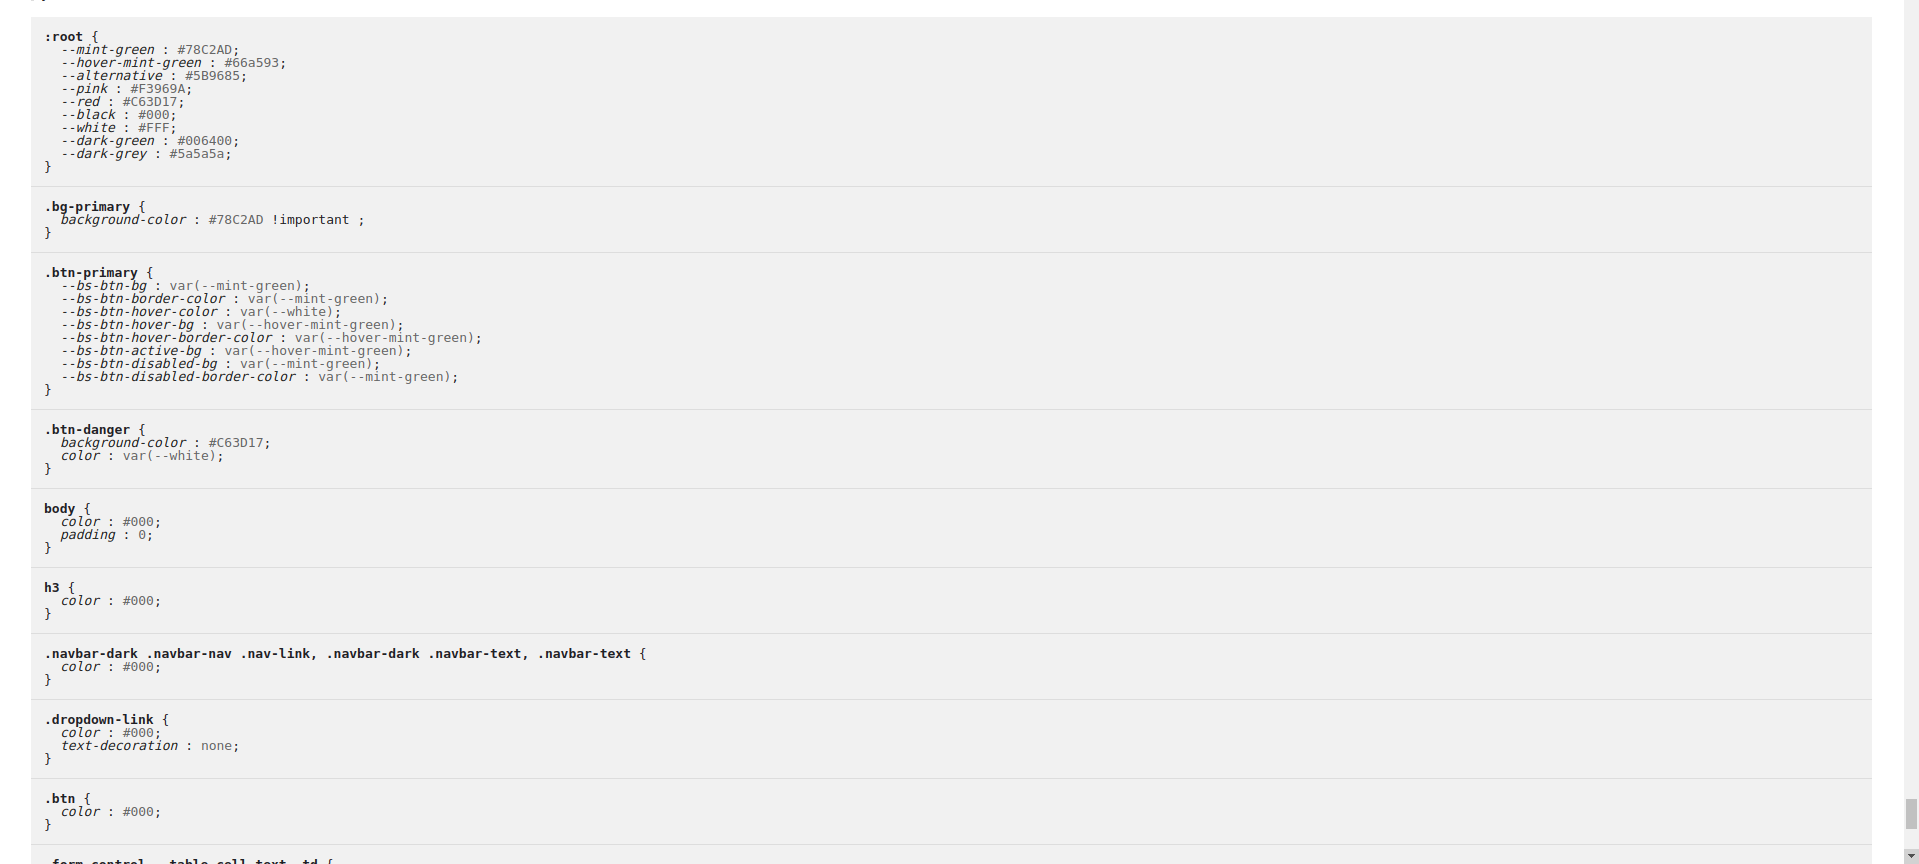 :root {
--mint-green : #78C2AD;
--hover-mint-green : #66a593;
--alternative : #5B9685;
--pink : #F3969A;
--red : #C63D17;
--black : #000;
--white : #FFF;
--dark-green : #006400;
--dark-grey : #5a5a5a;
}
.bg-primary {
background-color : #78C2AD !important ;
}
.btn-primary {
--bs-btn-bg : var(--mint-green);
--bs-btn-border-color : var(--mint-green);
--bs-btn-hover-color : var(--white);
--bs-btn-hover-bg : var(--hover-mint-green);
--bs-btn-hover-border-color : var(--hover-mint-green);
--bs-btn-active-bg : var(--hover-mint-green);
--bs-btn-disabled-bg : var(--mint-green);
--bs-btn-disabled-border-color : var(--mint-green);
}
.btn-danger {
background-color : #C63D17;
color : var(--white);
}
body {
color : #000;
padding : 0;
}
h3 {
color : #000;
}
.navbar-dark .navbar-nav .nav-link, .navbar-dark .navbar-text, .navbar-text {
color : #000;
}
.dropdown-link {
color : #000;
text-decoration : none;
}
.btn {
color : #000;
}